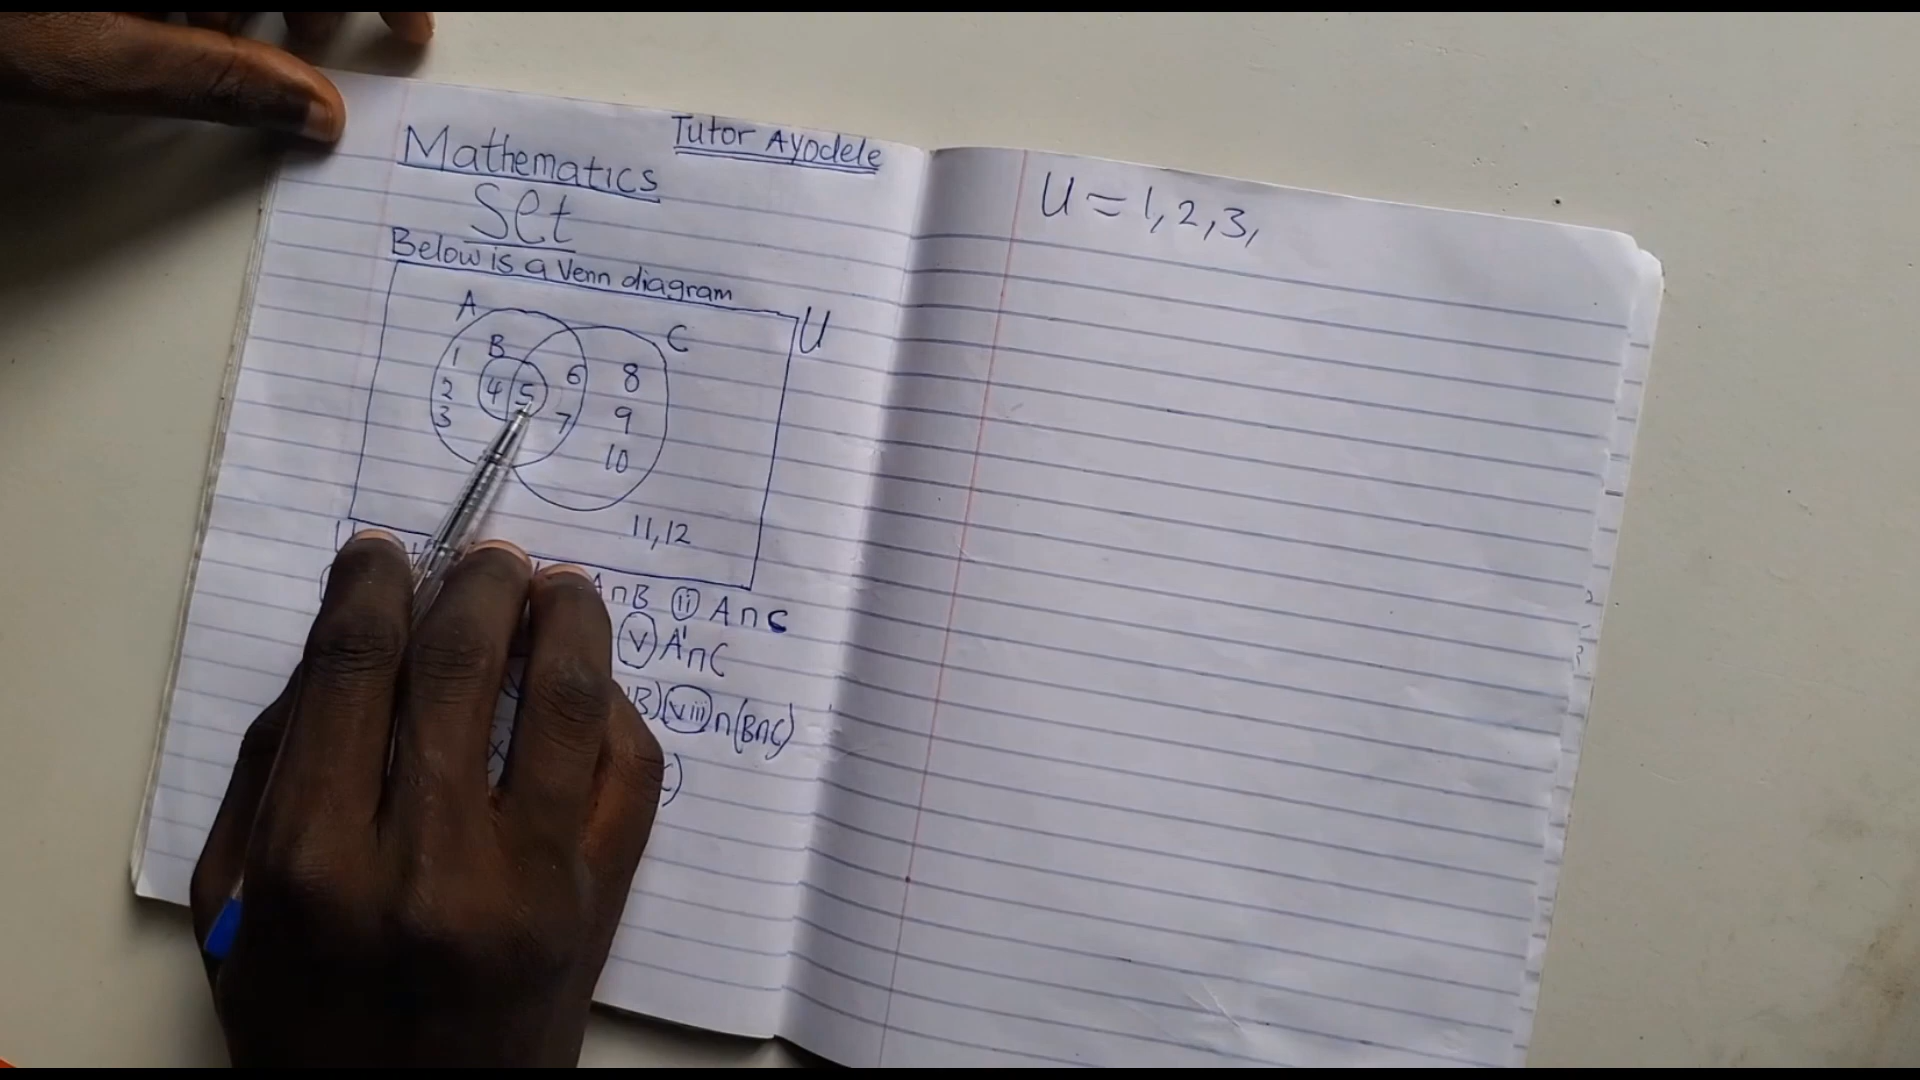 Tutor Ayodele
Mathematics
Set
Below is a Venn diagram
U
A
C
B
1
2
3
4
5
6
7
8
9
10
11,12
A∩B (ii) A∩C
(v) A'∩C
B) (viii) n(B∩C)
U = 1, 2, 3,